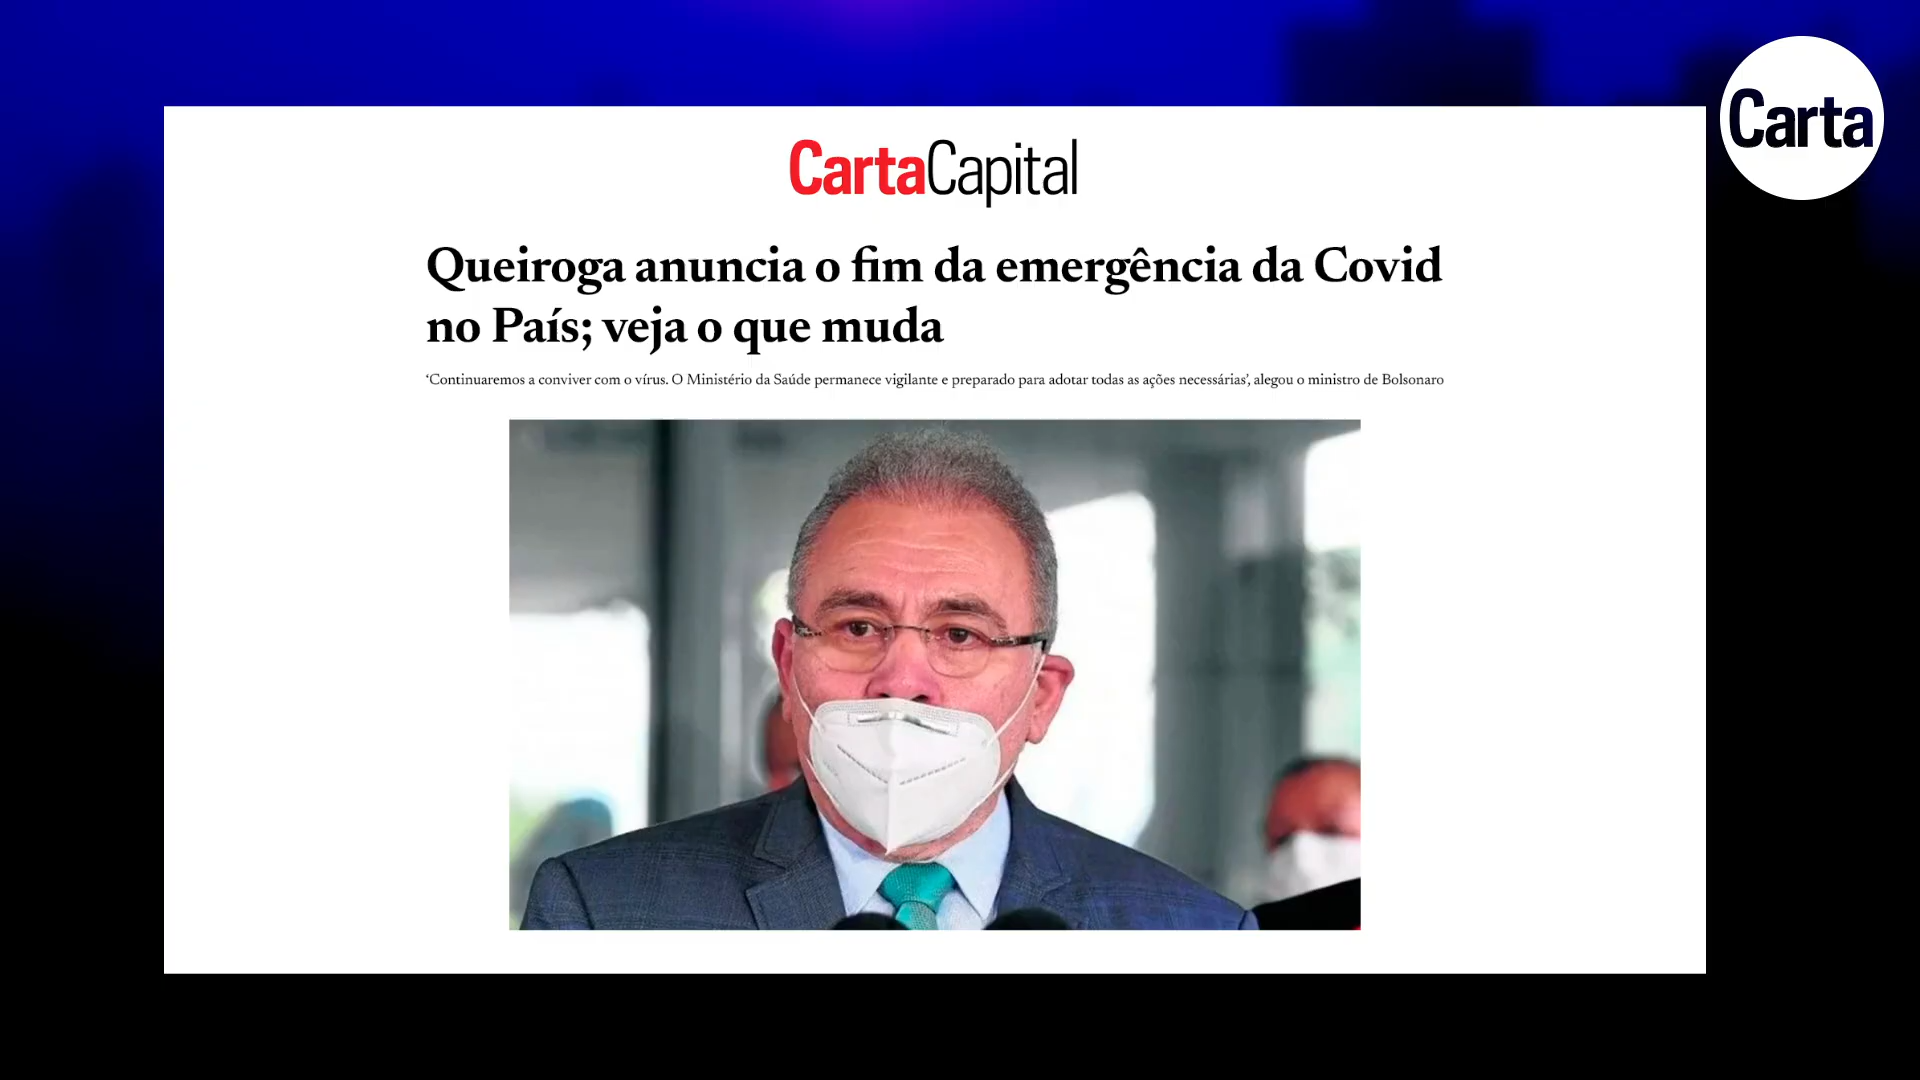 Carta
CartaCapital
Queiroga anuncia o fim da emergência da Covid
no País; veja o que muda
‘Continuaremos a conviver com o vírus. O Ministério da Saúde permanece vigilante e preparado para adotar todas as ações necessárias’, alegou o ministro de Bolsonaro